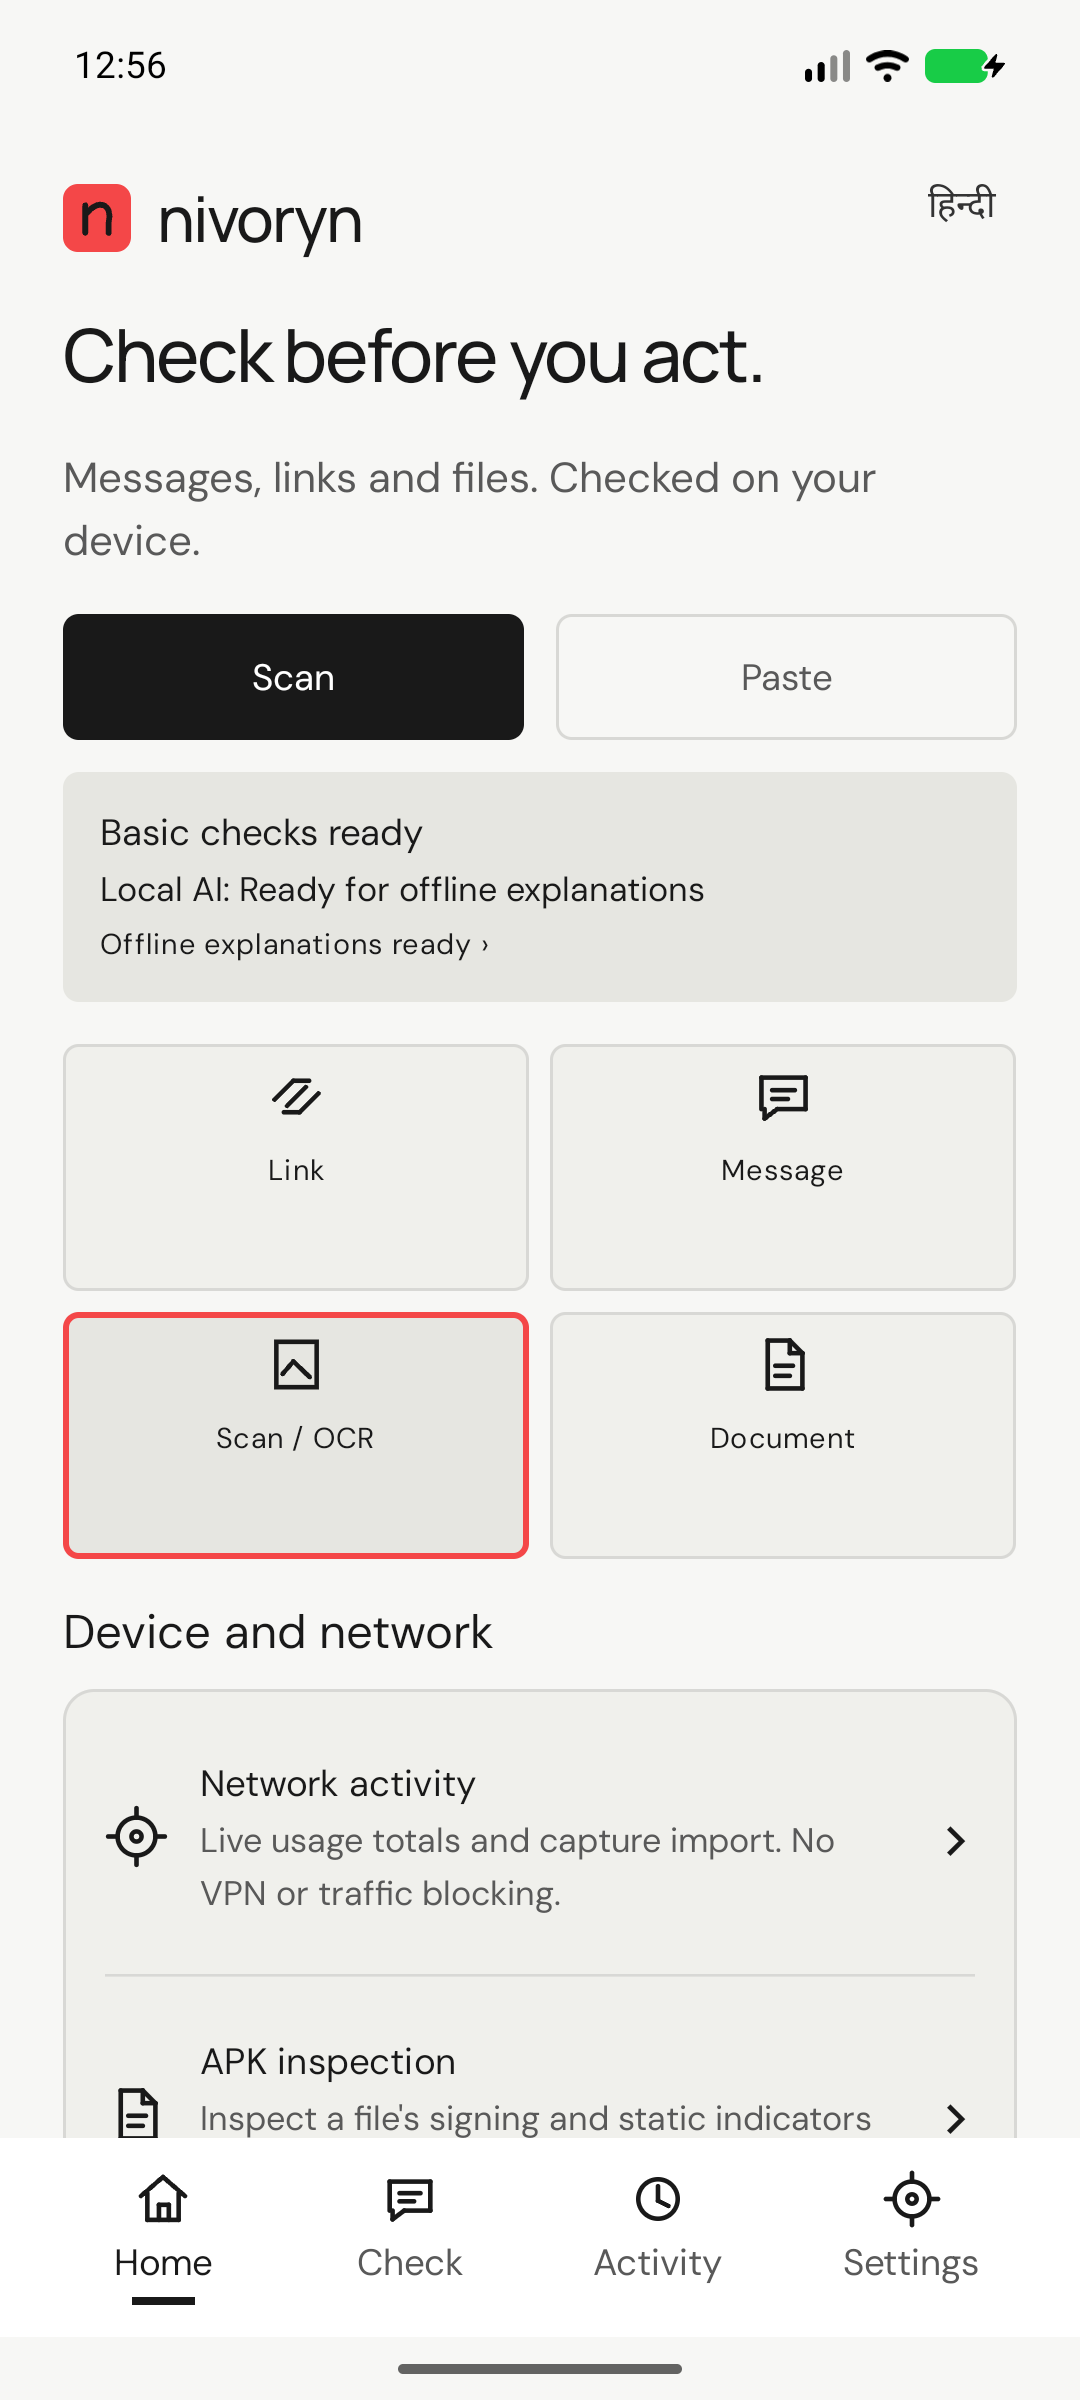 12:56
n nivoryn
हिन्दी
Check before you act.
Messages, links and files. Checked on your
device.
Scan
Paste
Basic checks ready
Local AI: Ready for offline explanations
Offline explanations ready ›
Link
Message
Scan / OCR
Document
Device and network
Network activity
Live usage totals and capture import. No
VPN or traffic blocking.
APK inspection
Inspect a file's signing and static indicators
Home
Check
Activity
Settings